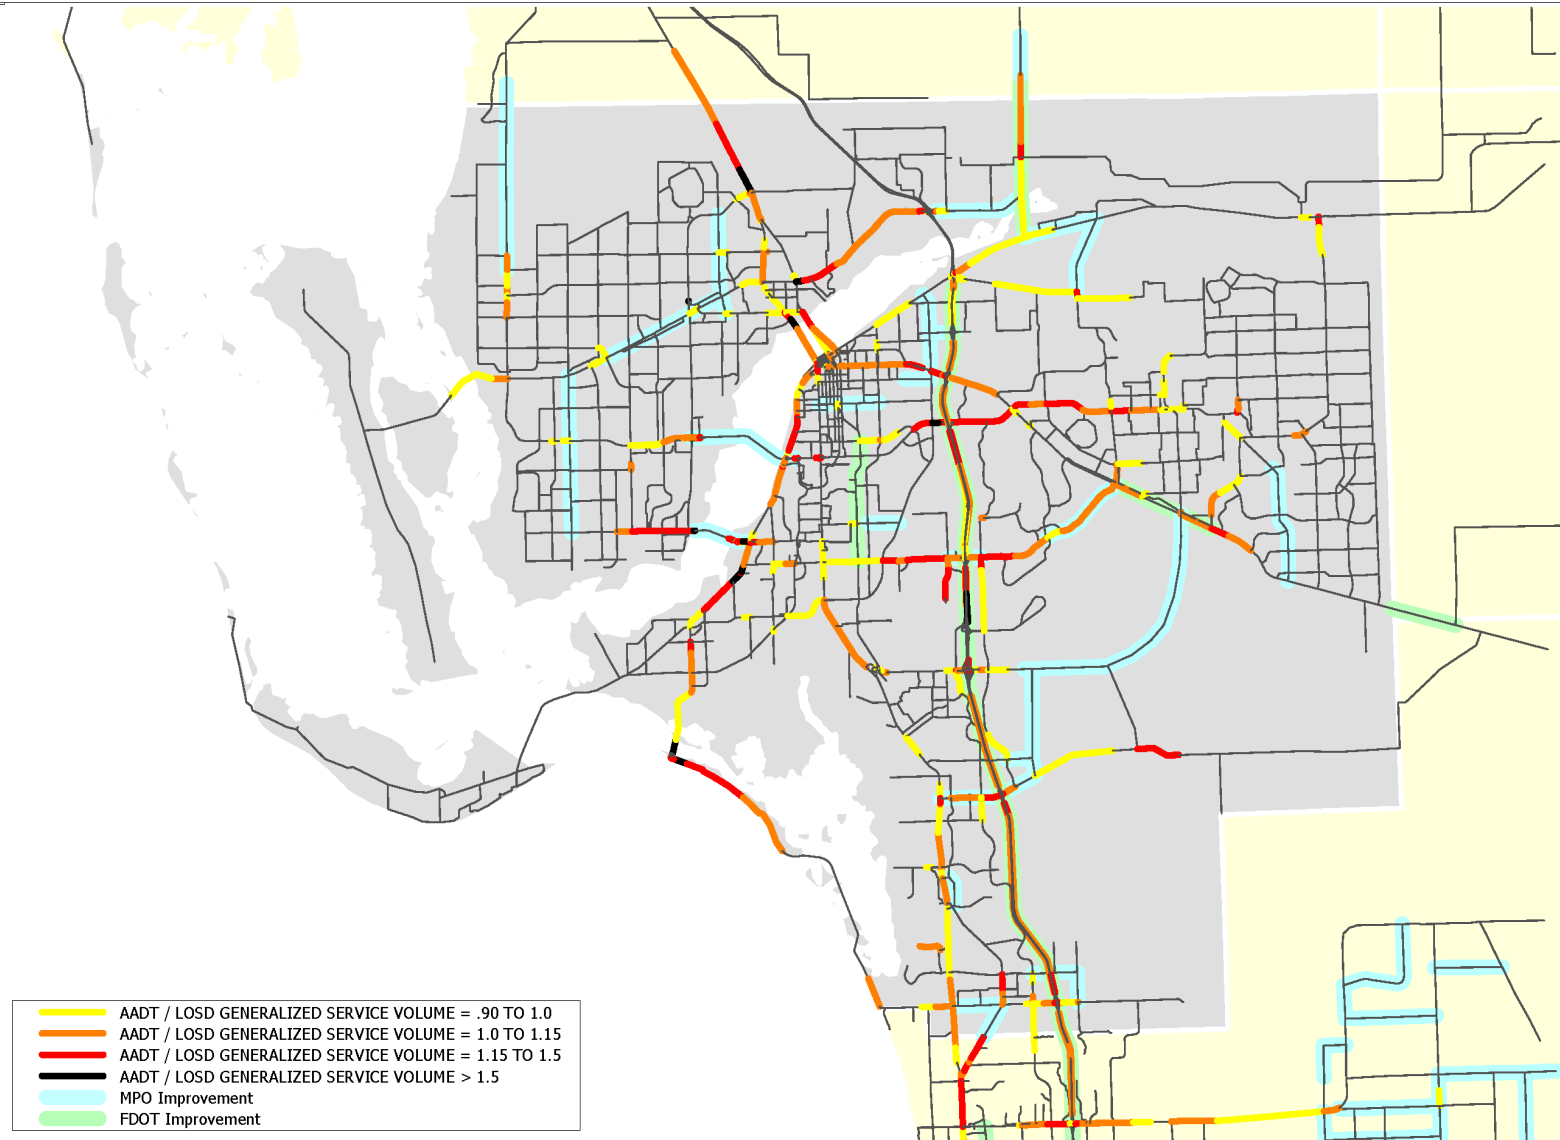 AADT / LOSD GENERALIZED SERVICE VOLUME = .90 TO 1.0
AADT / LOSD GENERALIZED SERVICE VOLUME = 1.0 TO 1.15
AADT / LOSD GENERALIZED SERVICE VOLUME = 1.15 TO 1.5
AADT / LOSD GENERALIZED SERVICE VOLUME > 1.5
MPO Improvement
FDOT Improvement